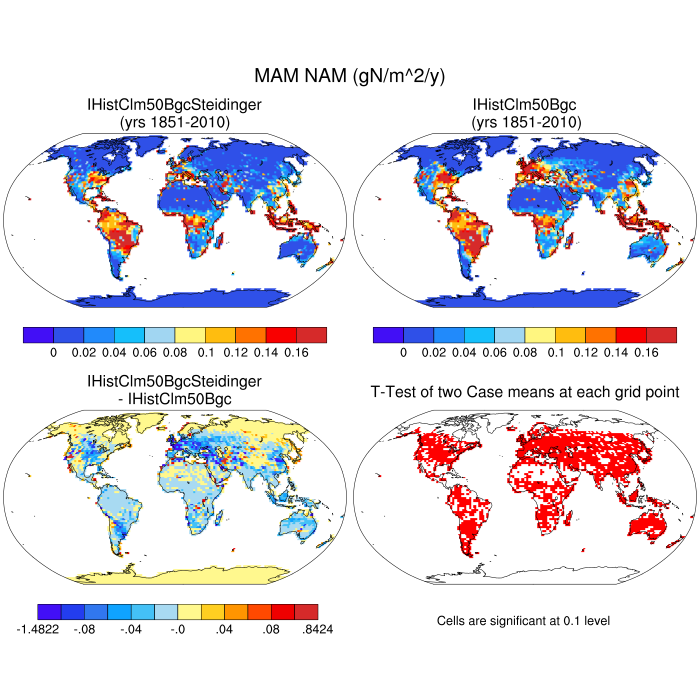 MAM NAM (gN/m^2/y)
IHistClm50BgcSteidinger
(yrs 1851-2010)
IHistClm50Bgc
(yrs 1851-2010)
0 0.02 0.04 0.06 0.08 0.1 0.12 0.14 0.16
0 0.02 0.04 0.06 0.08 0.1 0.12 0.14 0.16
IHistClm50BgcSteidinger
- IHistClm50Bgc
T-Test of two Case means at each grid point
-1.4822 -.08 -.04 -.0 .04 .08 .8424
Cells are significant at 0.1 level